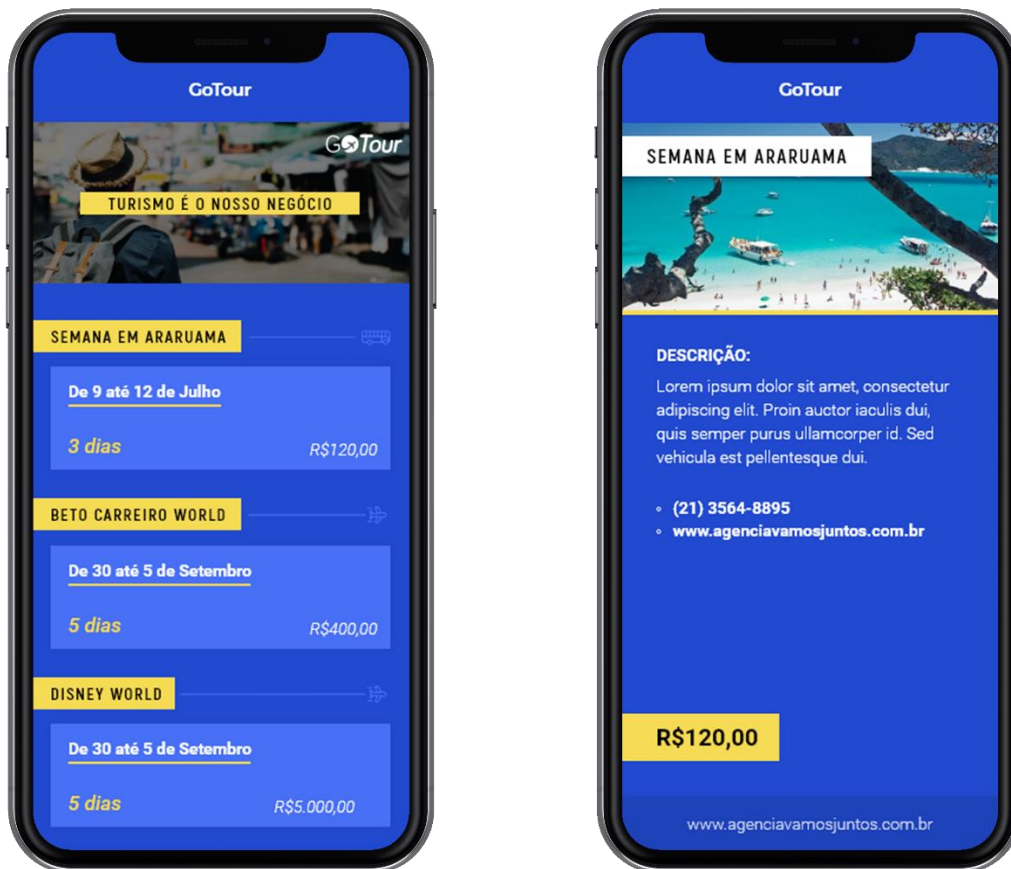 GoTour
GOTour
TURISMO É O NOSSO NEGÓCIO
SEMANA EM ARARUAMA
De 9 até 12 de Julho
3 dias
R$120,00
BETO CARREIRO WORLD
De 30 até 5 de Setembro
5 dias
R$400,00
DISNEY WORLD
De 30 até 5 de Setembro
5 dias
R$5.000,00
GoTour
SEMANA EM ARARUAMA
DESCRIÇÃO:
Lorem ipsum dolor sit amet, consectetur
adipiscing elit. Proin auctor iaculis dui,
quis semper purus ullamcorper id. Sed
vehicula est pellentesque dui.
(21) 3564-8895
www.agenciavamosjuntos.com.br
R$120,00
www.agenciavamosjuntos.com.br